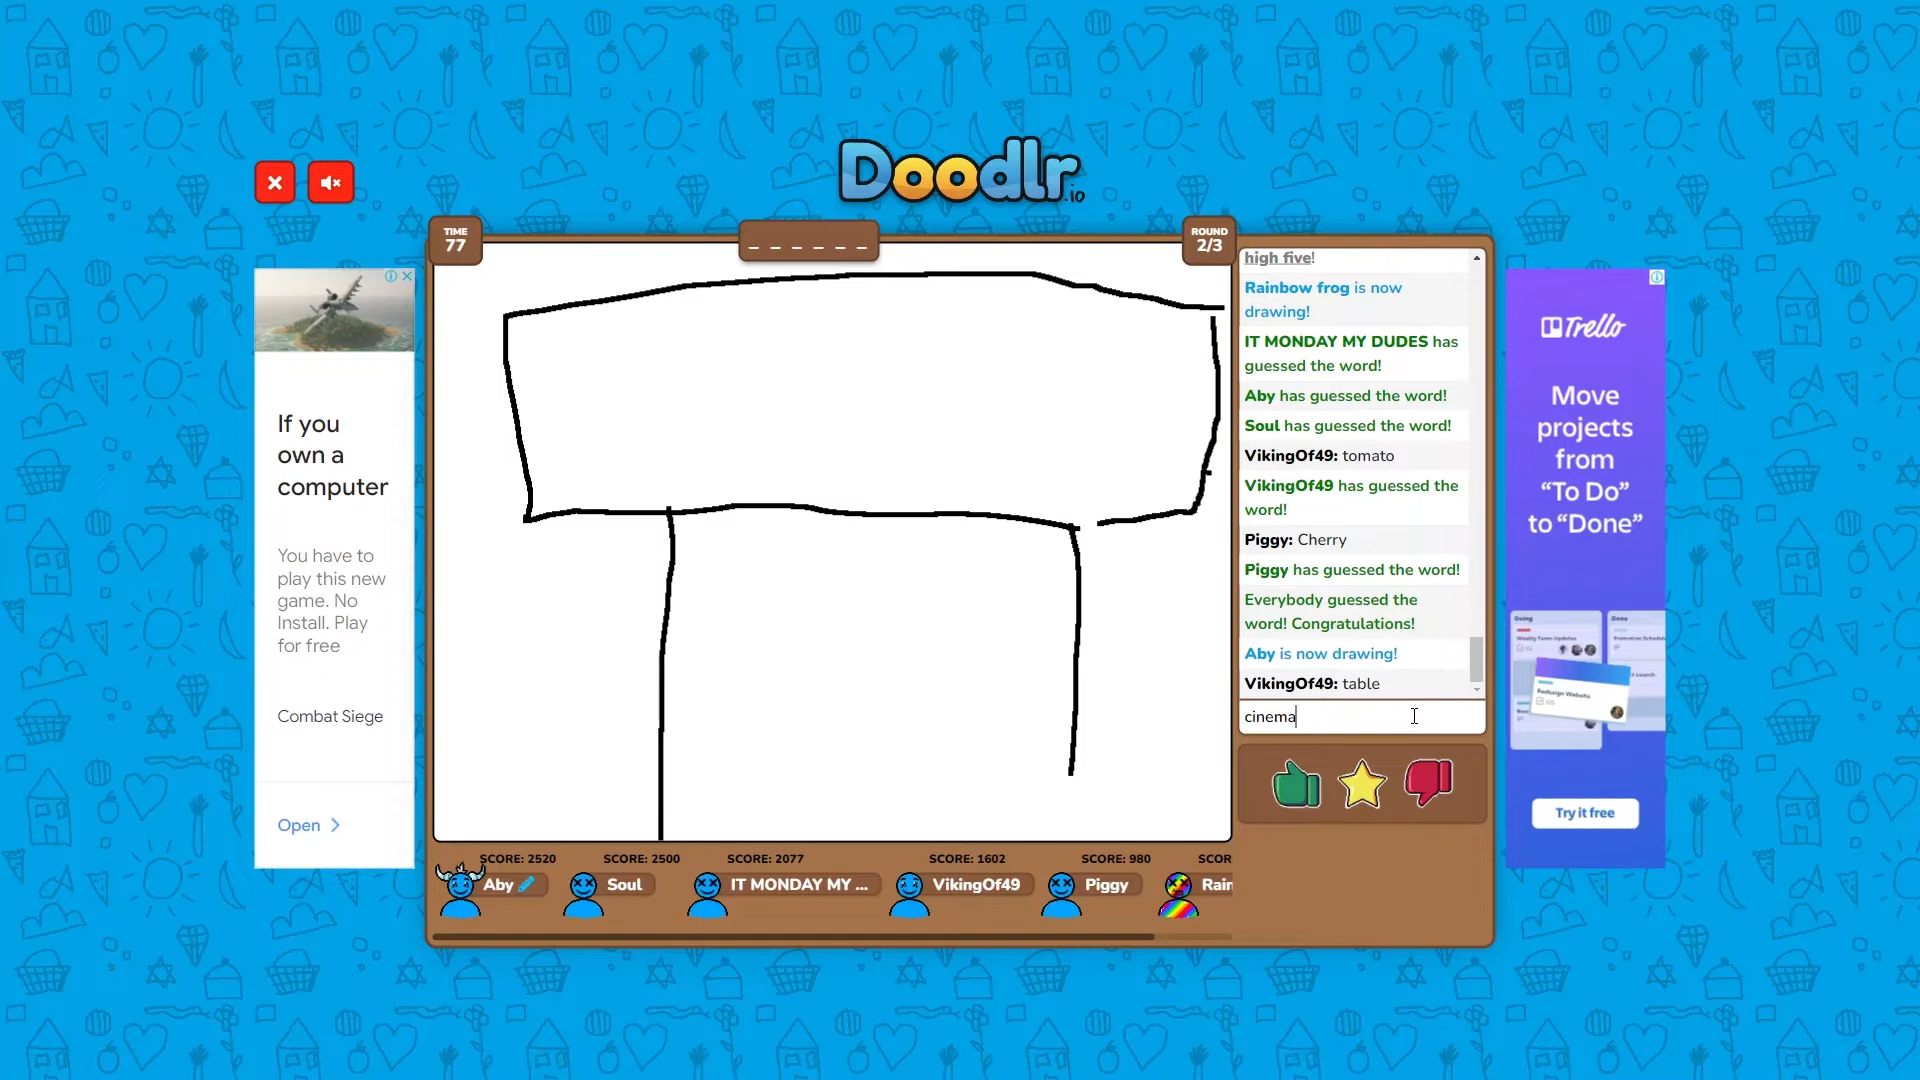 Doodlr.io
TIME
77
_ _ _ _ _ _
ROUND
2/3
high five!
Rainbow frog is now
drawing!
IT MONDAY MY DUDES has
guessed the word!
Aby has guessed the word!
Soul has guessed the word!
VikingOf49: tomato
VikingOf49 has guessed the
word!
Piggy: Cherry
Piggy has guessed the word!
Everybody guessed the
word! Congratulations!
Aby is now drawing!
VikingOf49: table
cinema
If you
own a
computer
You have to
play this new
game. No
Install. Play
for free
Combat Siege
Open
Trello
Move
projects
from
“To Do”
to “Done”
Doing
Done
Redesign Website
Try it free
SCORE: 2520
Aby
SCORE: 2500
Soul
SCORE: 2077
IT MONDAY MY ...
SCORE: 1602
VikingOf49
SCORE: 980
Piggy
SCOR
Rain